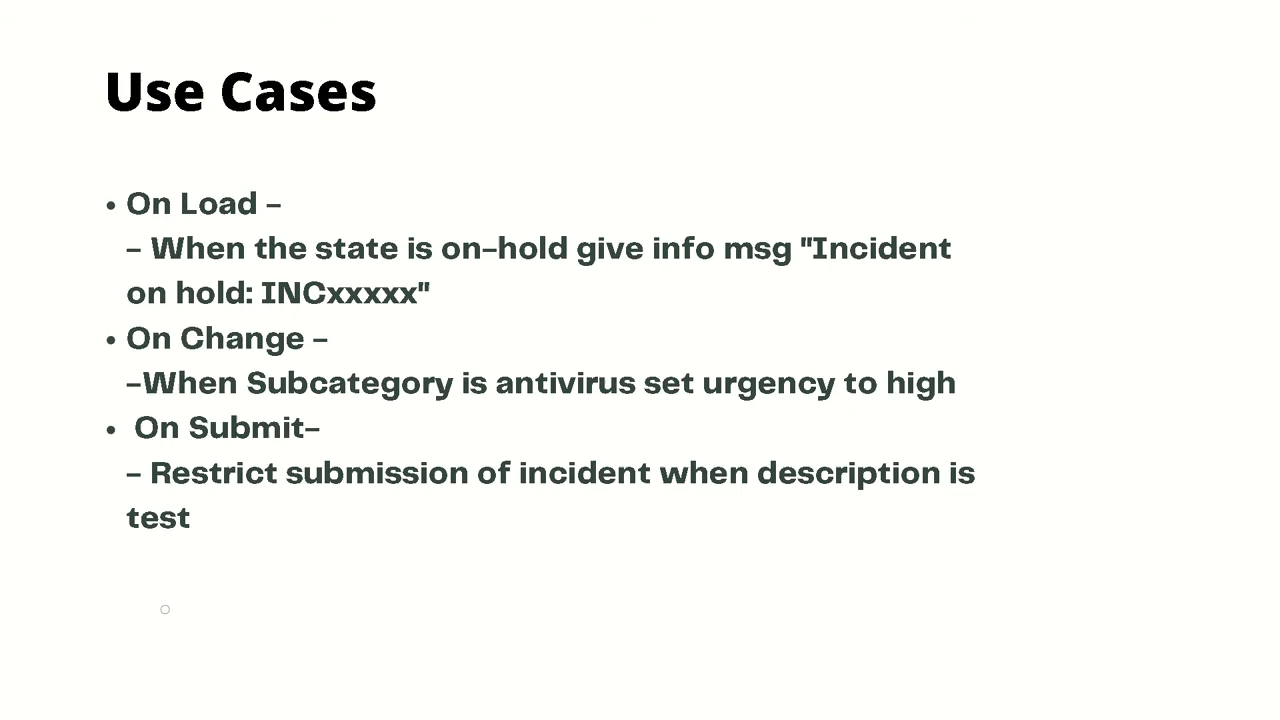 Use Cases
• On Load -
- When the state is on-hold give info msg "Incident
on hold: INCxxxxx"
• On Change -
-When Subcategory is antivirus set urgency to high
• On Submit-
- Restrict submission of incident when description is
test